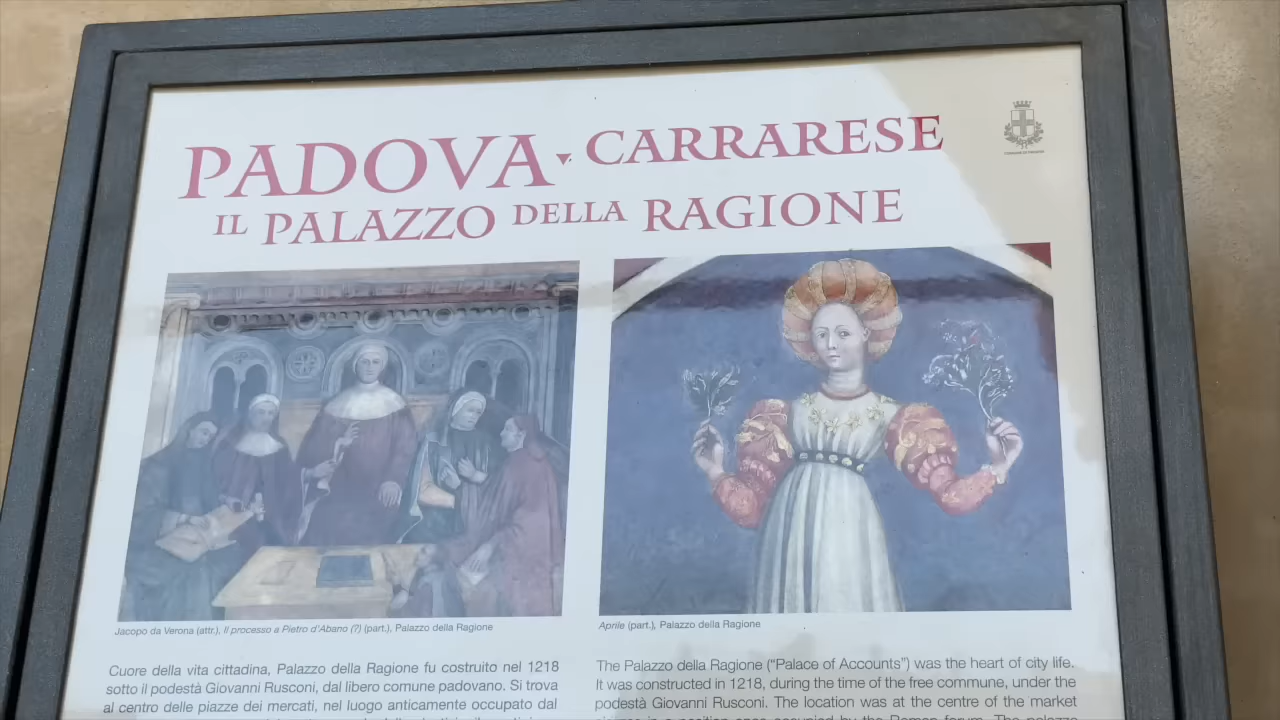 PADOVA CARRARESE
IL PALAZZO DELLA RAGIONE
Jacopo da Verona (attr.), Il processo a Pietro d'Abano (?) (part.), Palazzo della Ragione
Aprile (part.), Palazzo della Ragione
Cuore della vita cittadina, Palazzo della Ragione fu costruito nel 1218
sotto il podestà Giovanni Rusconi, dal libero comune padovano. Si trova
al centro delle piazze dei mercati, nel luogo anticamente occupato dal
The Palazzo della Ragione ("Palace of Accounts") was the heart of city life.
It was constructed in 1218, during the time of the free commune, under the
podestà Giovanni Rusconi. The location was at the centre of the market